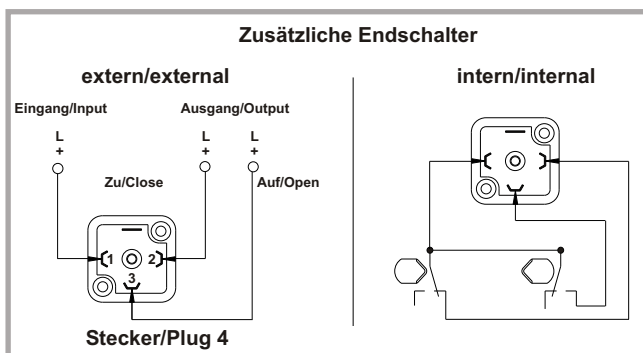 Zusätzliche Endschalter
extern/external
intern/internal
Eingang/Input
Ausgang/Output
L
+
L
+
L
+
Zu/Close
Auf/Open
1
2
3
Stecker/Plug 4